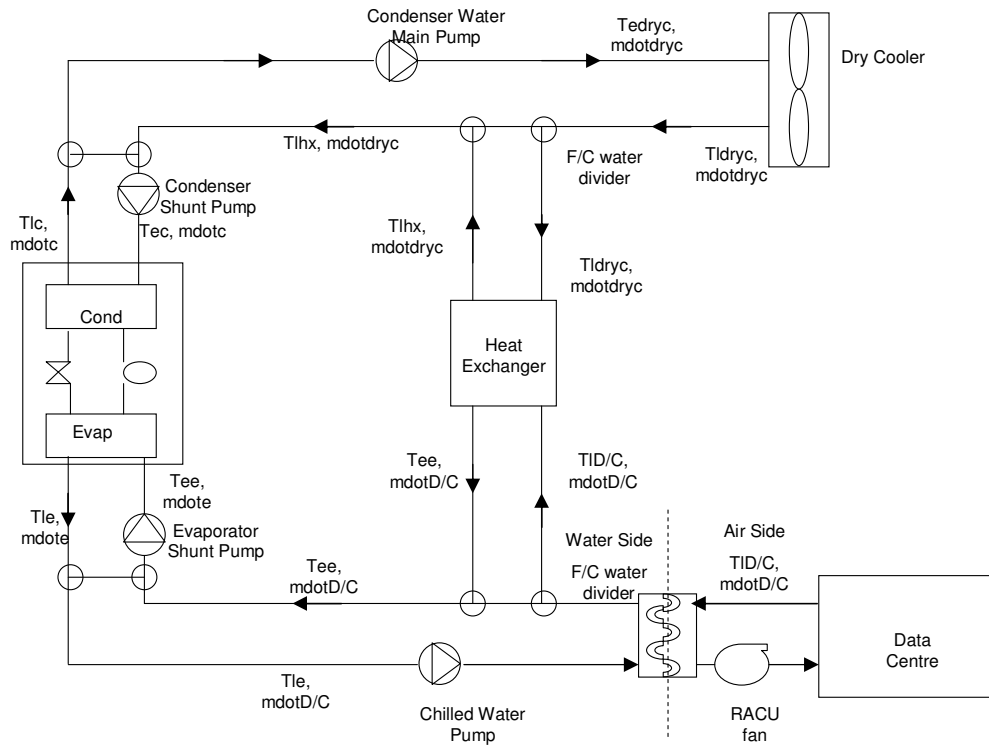 Condenser Water
Main Pump
Tedryc,
mdotdryc
Dry Cooler
Tlhx, mdotdryc
F/C water
divider
Tldryc,
mdotdryc
Condenser
Shunt Pump
Tlc,
mdotc
Tec, mdotc
Tlhx,
mdotdryc
Tldryc,
mdotdryc
Cond
Heat
Exchanger
Evap
Tee,
mdotD/C
TlD/C,
mdotD/C
Tee,
mdote
Tle,
mdote
Evaporator
Shunt Pump
Water Side
Air Side
Tee,
mdotD/C
F/C water
divider
TlD/C,
mdotD/C
Data
Centre
Tle,
mdotD/C
Chilled Water
Pump
RACU
fan